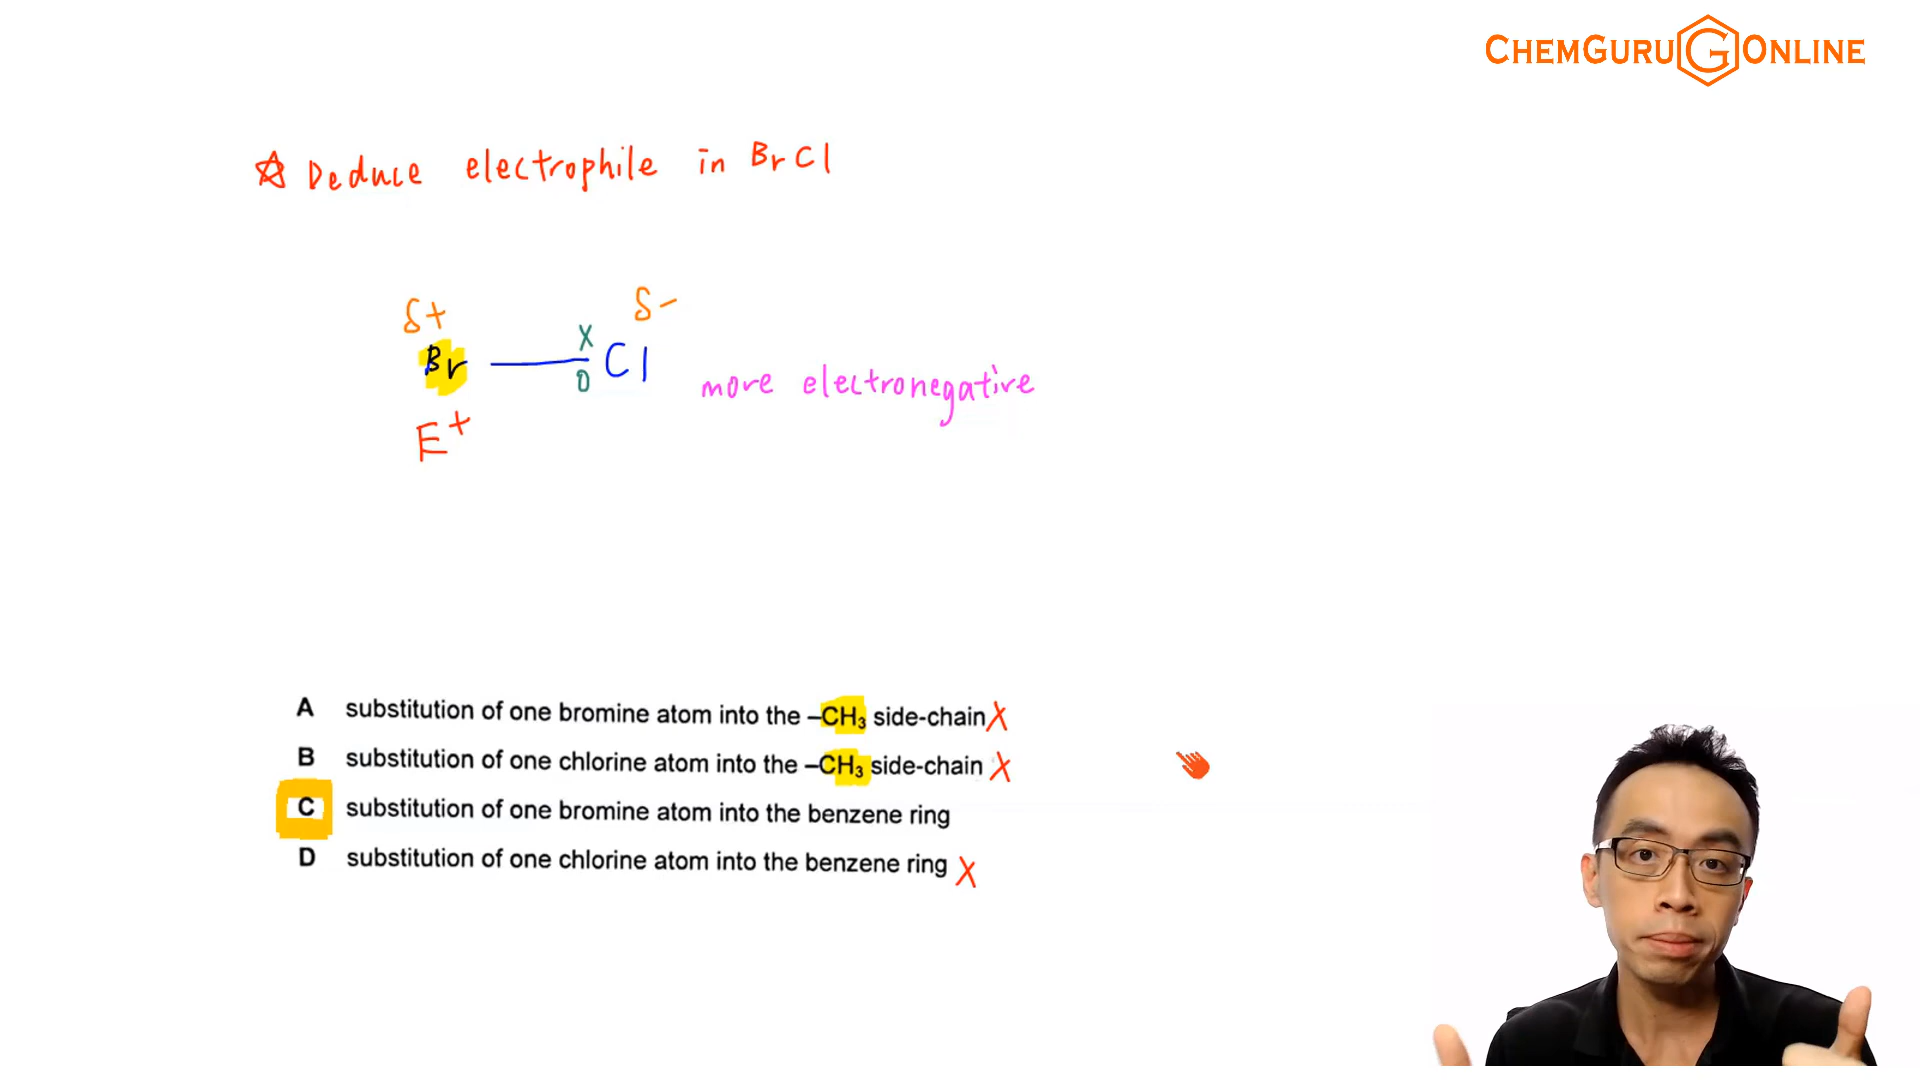 CHEMGURU G ONLINE
☆ Deduce electrophile in BrCl
δ+ δ−
Br — X O Cl
more electronegative
E+
A substitution of one bromine atom into the –CH₃ side-chain X
B substitution of one chlorine atom into the –CH₃ side-chain X
C substitution of one bromine atom into the benzene ring
D substitution of one chlorine atom into the benzene ring X